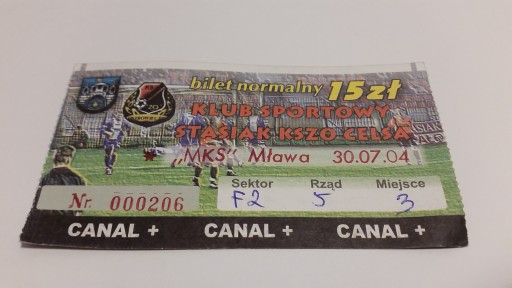 bilet normalny 15 zł
KLUB SPORTOWY
STASIAK KSZO CELSA
* „MKS" Mława 30.07.04
Sektor Rząd Miejsce
Nr. 000206 F2 5 3
CANAL + CANAL + CANAL +